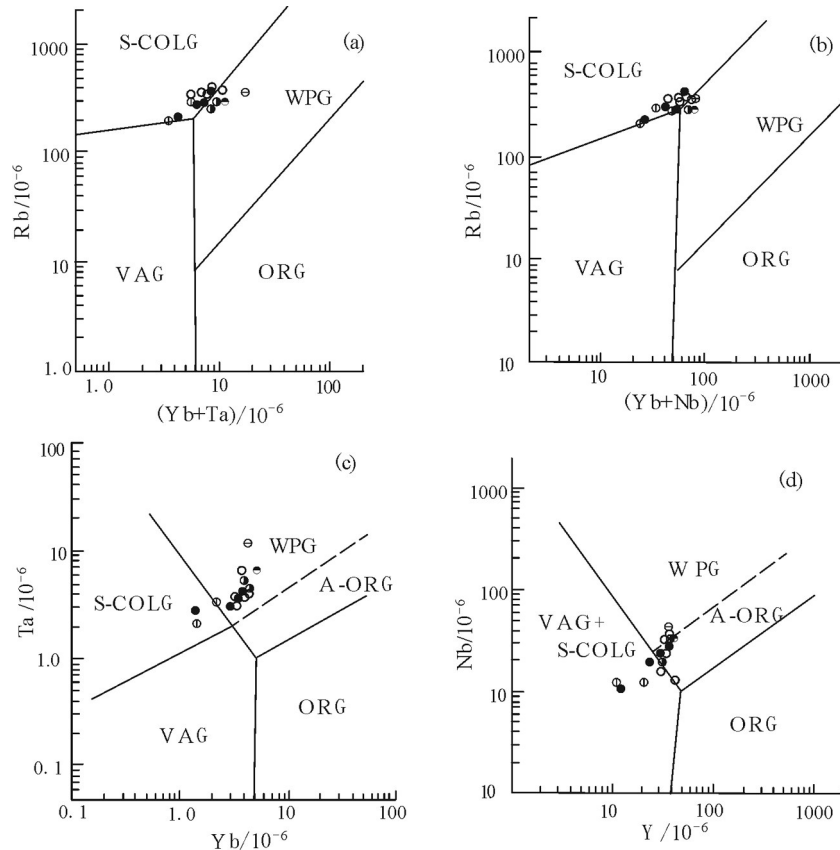 (a)
1000
S-COLG
WPG
100
Rb/10⁻⁶
10
VAG
ORG
1.0
1.0
10
100
(Yb+Ta)/10⁻⁶
(b)
1000
S-COLG
WPG
100
Rb/10⁻⁶
10
VAG
ORG
10
10
100
1000
(Yb+Nb)/10⁻⁶
(c)
100
WPG
10
A-ORG
S-COLG
Ta/10⁻⁶
1.0
VAG
ORG
0.1
0.1
1.0
10
100
Yb/10⁻⁶
(d)
1000
WPG
100
A-ORG
VAG+
S-COLG
Nb/10⁻⁶
10
ORG
10
10
100
1000
Y/10⁻⁶